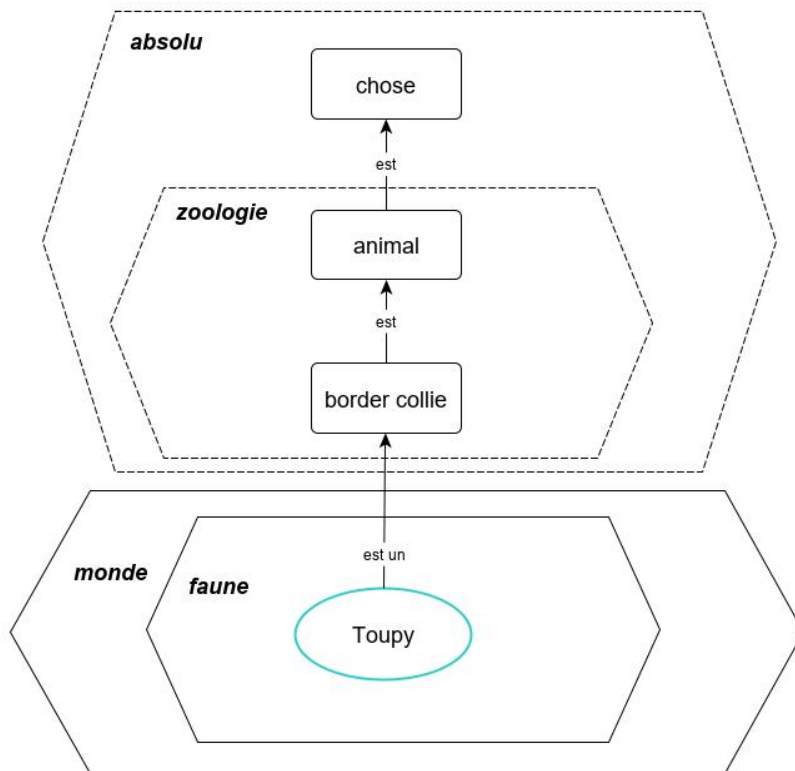 absolu
chose
est
zoologie
animal
est
border collie
est un
monde
faune
Toupy